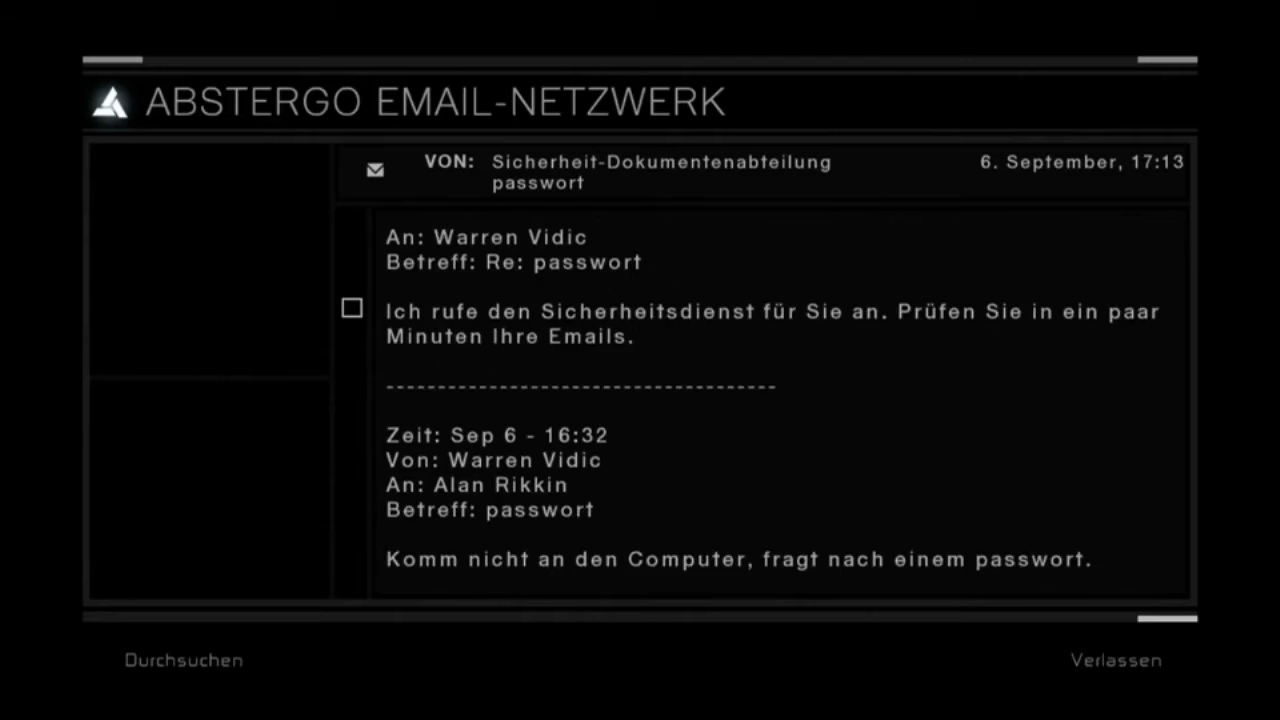 ABSTERGO EMAIL-NETZWERK
VON: Sicherheit-Dokumentenabteilung 6. September, 17:13
passwort
An: Warren Vidic
Betreff: Re: passwort
Ich rufe den Sicherheitsdienst für Sie an. Prüfen Sie in ein paar
Minuten Ihre Emails.
--------------------------------------
Zeit: Sep 6 - 16:32
Von: Warren Vidic
An: Alan Rikkin
Betreff: passwort
Komm nicht an den Computer, fragt nach einem passwort.
Durchsuchen Verlassen